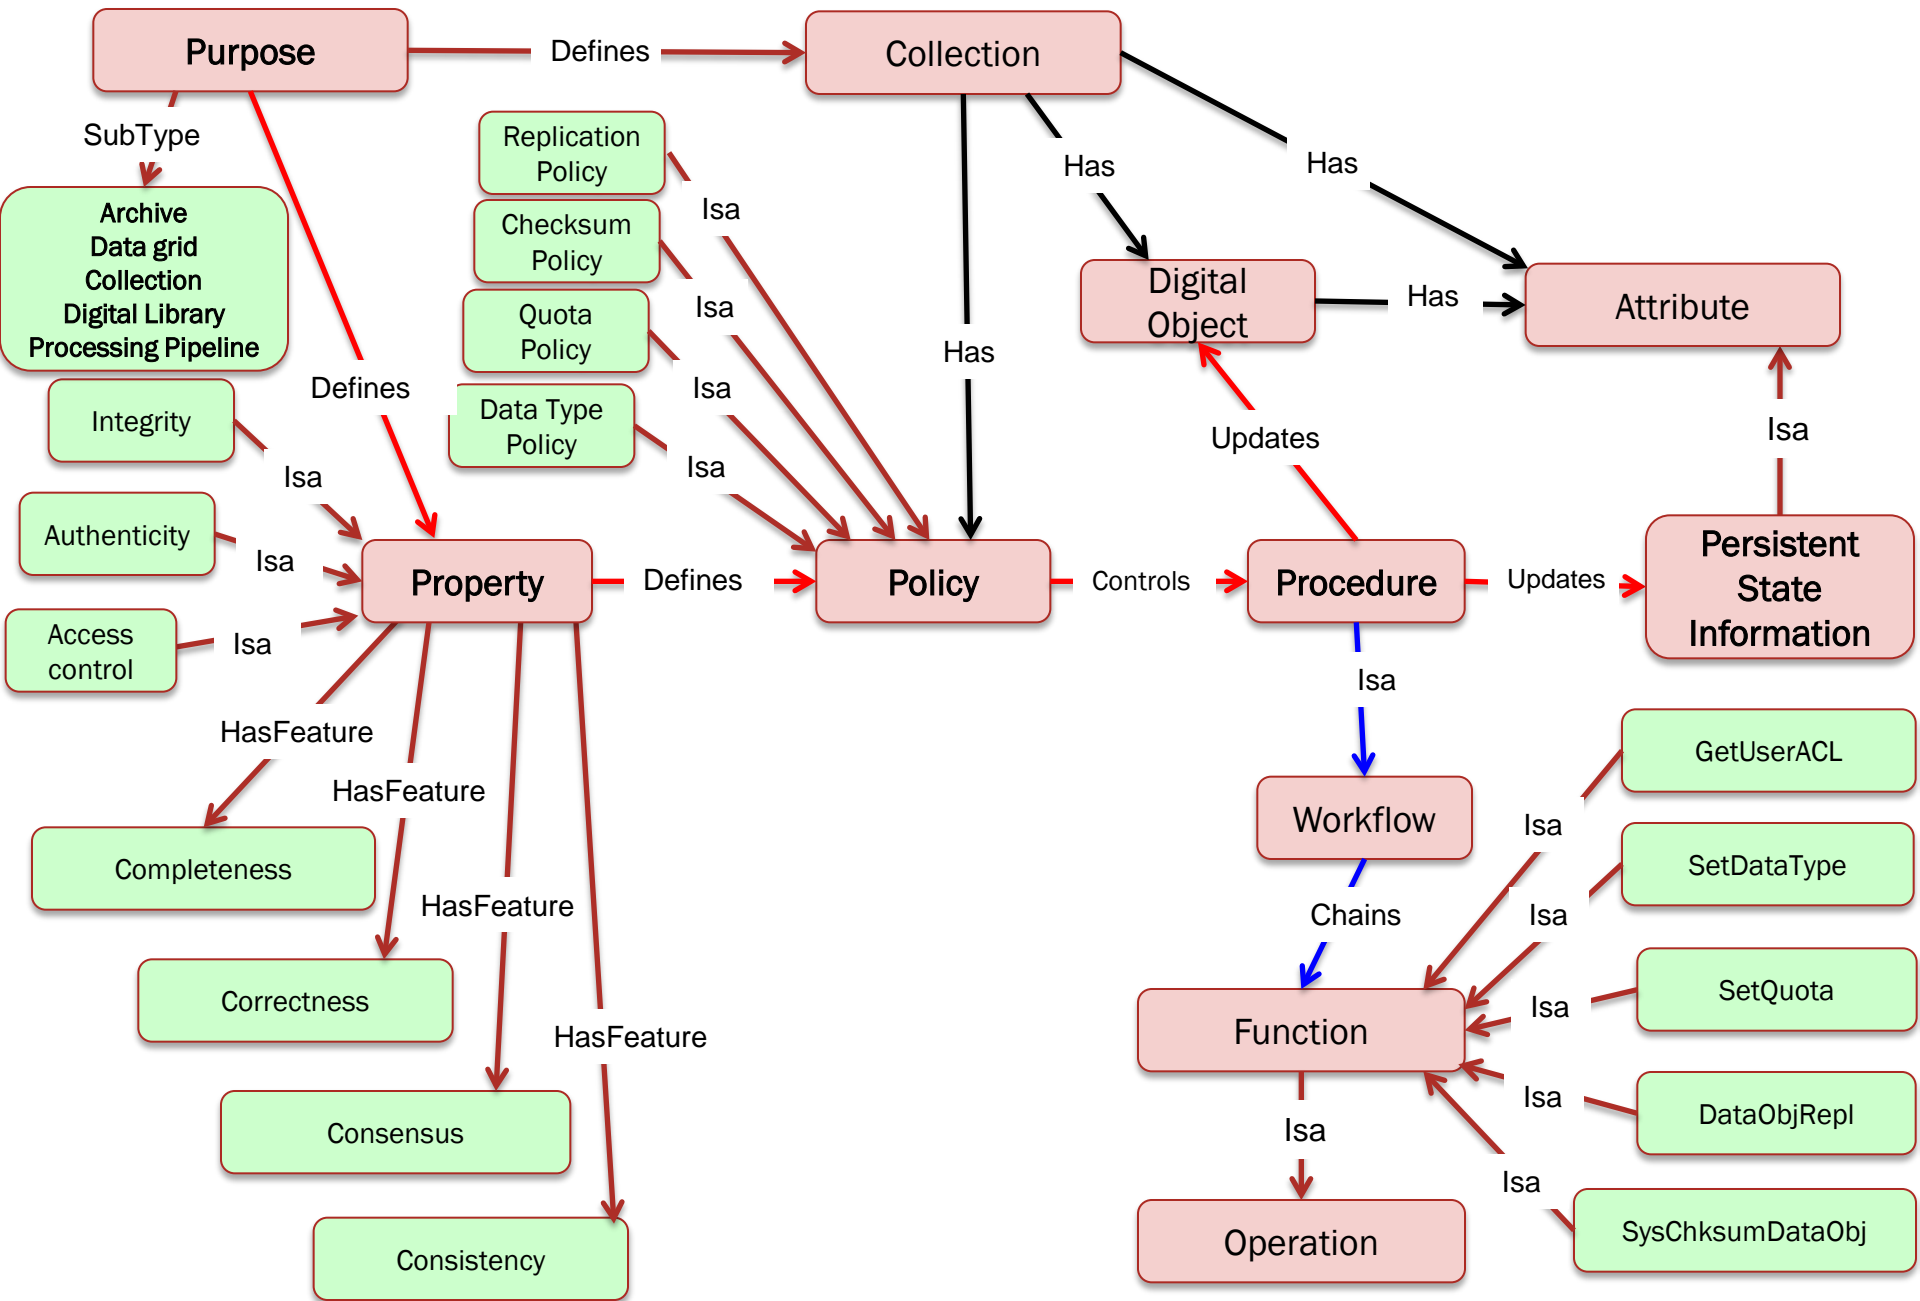 Purpose
Defines
Collection
SubType
Replication
Policy
Has
Has
Archive
Data grid
Collection
Digital Library
Processing Pipeline
Isa
Checksum
Policy
Digital
Object
Has
Attribute
Isa
Quota
Policy
Has
Defines
Isa
Integrity
Data Type
Policy
Updates
Isa
Isa
Isa
Authenticity
Isa
Property
Defines
Policy
Controls
Procedure
Updates
Persistent
State
Information
Access
control
Isa
Isa
HasFeature
GetUserACL
HasFeature
Workflow
Isa
Completeness
SetDataType
HasFeature
Chains
Isa
Correctness
SetQuota
Isa
HasFeature
Function
Isa
DataObjRepl
Consensus
Isa
Isa
SysChksumDataObj
Consistency
Operation